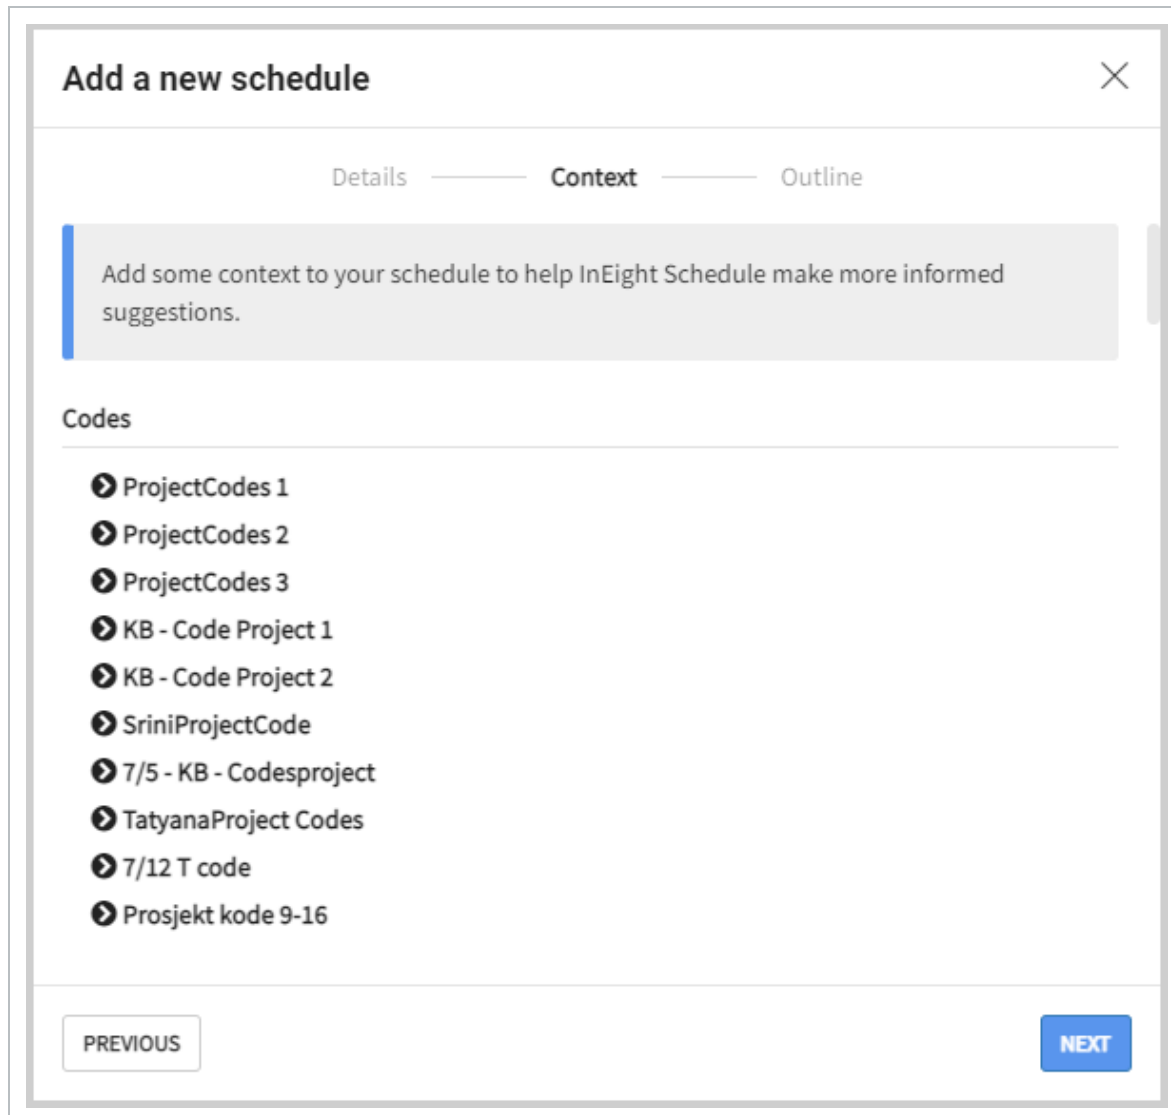 Add a new schedule
Details Context Outline
Add some context to your schedule to help InEight Schedule make more informed
suggestions.
Codes
ProjectCodes 1
ProjectCodes 2
ProjectCodes 3
KB - Code Project 1
KB - Code Project 2
SriniProjectCode
7/5 - KB - Codesproject
TatyanaProject Codes
7/12 T code
Prosjekt kode 9-16
PREVIOUS NEXT